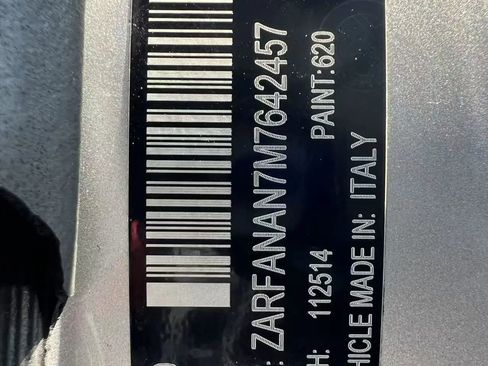 : ZARFANAN7M7642457
H: 112514 PAINT:620
HICLE MADE IN: ITALY